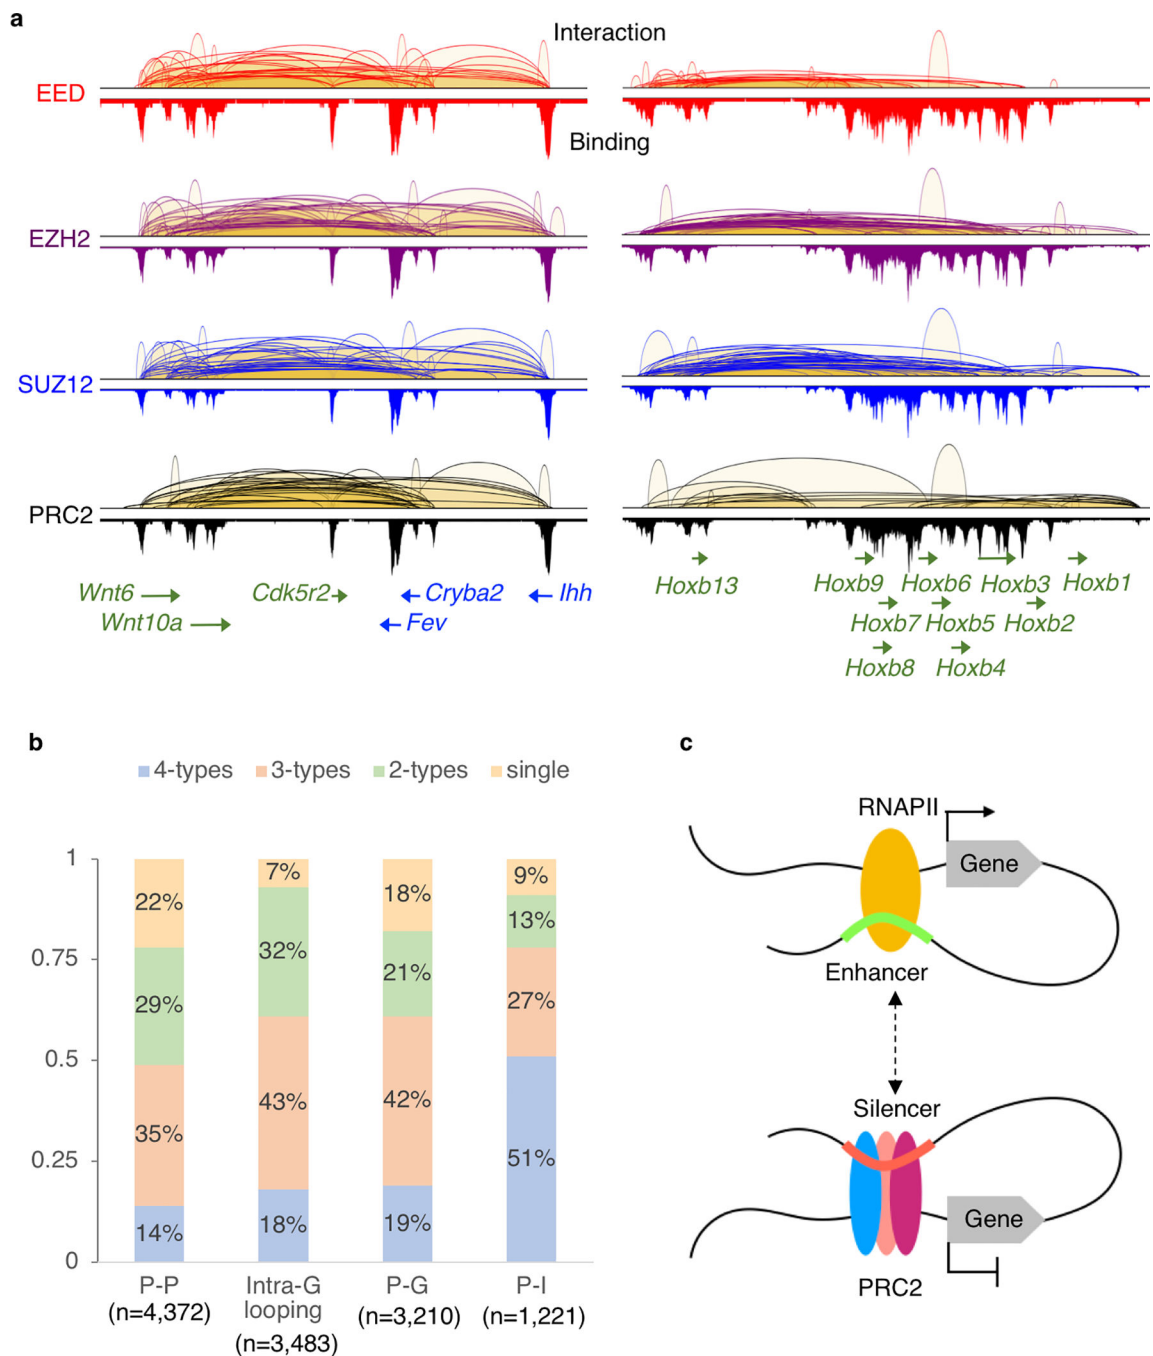 a
Interaction
EED
Binding
EZH2
SUZ12
PRC2
Wnt6
Cdk5r2
Cryba2
Ihh
Wnt10a
Fev
Hoxb13
Hoxb9
Hoxb6
Hoxb3
Hoxb1
Hoxb7
Hoxb5
Hoxb2
Hoxb8
Hoxb4
b
4-types 3-types 2-types single
1
0.75
0.5
0.25
0
22%
29%
35%
14%
7%
32%
43%
18%
18%
21%
42%
19%
9%
13%
27%
51%
P-P
(n=4,372)
Intra-G
looping
(n=3,483)
P-G
(n=3,210)
P-I
(n=1,221)
c
RNAPII
Gene
Enhancer
Silencer
Gene
PRC2